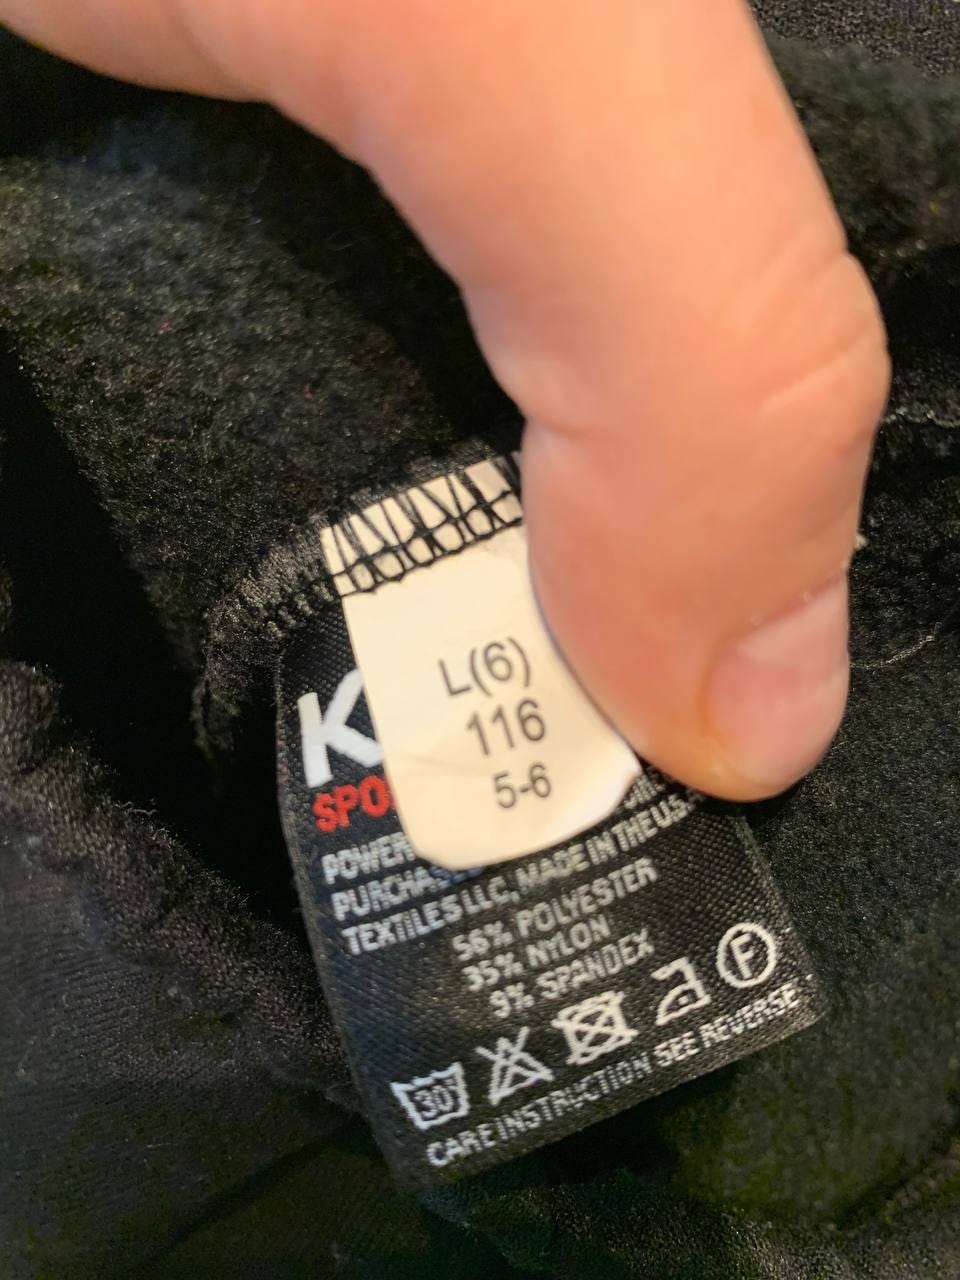 L(6)
116
5-6
K
SPO
POWER
PURCHAS
TEXTILES LLC, MADE IN THE U.S.A
56% POLYESTER
35% NYLON
9% SPANDEX
30 F
CARE INSTRUCTION SEE REVERSE